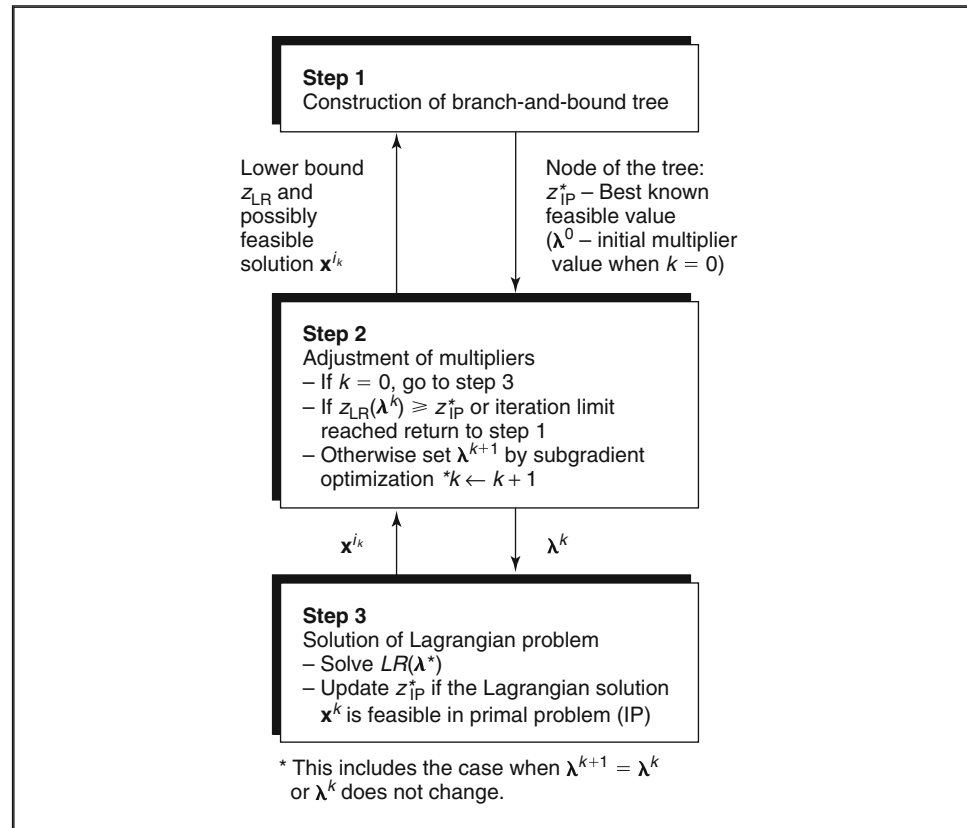 Step 1
Construction of branch-and-bound tree
Lower bound
z_LR and
possibly
feasible
solution x^{i_k}
Node of the tree:
z*_IP – Best known
feasible value
(λ^0 – initial multiplier
value when k = 0)
Step 2
Adjustment of multipliers
– If k = 0, go to step 3
– If z_LR(λ^k) ⩾ z*_IP or iteration limit
reached return to step 1
– Otherwise set λ^{k+1} by subgradient
optimization *k ← k + 1
x^{i_k}
λ^k
Step 3
Solution of Lagrangian problem
– Solve LR(λ*)
– Update z*_IP if the Lagrangian solution
x^k is feasible in primal problem (IP)
* This includes the case when λ^{k+1} = λ^k
or λ^k does not change.